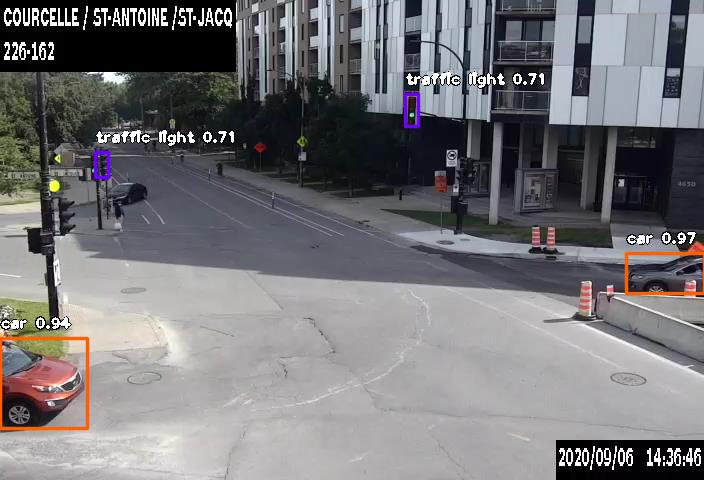 COURCELLE / ST-ANTOINE /ST-JACQ
226-162
traffic light 0.71
traffic light 0.71
4650
car 0.97
car 0.94
2020/09/06 14:36:46